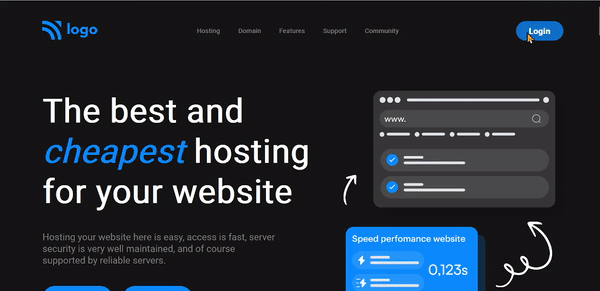 logo
Hosting Domain Features Support Community
Login
The best and
cheapest hosting
for your website
Hosting your website here is easy, access is fast, server
security is very well maintained, and of course
supported by reliable servers.
www.
Speed perfomance website
0,123s